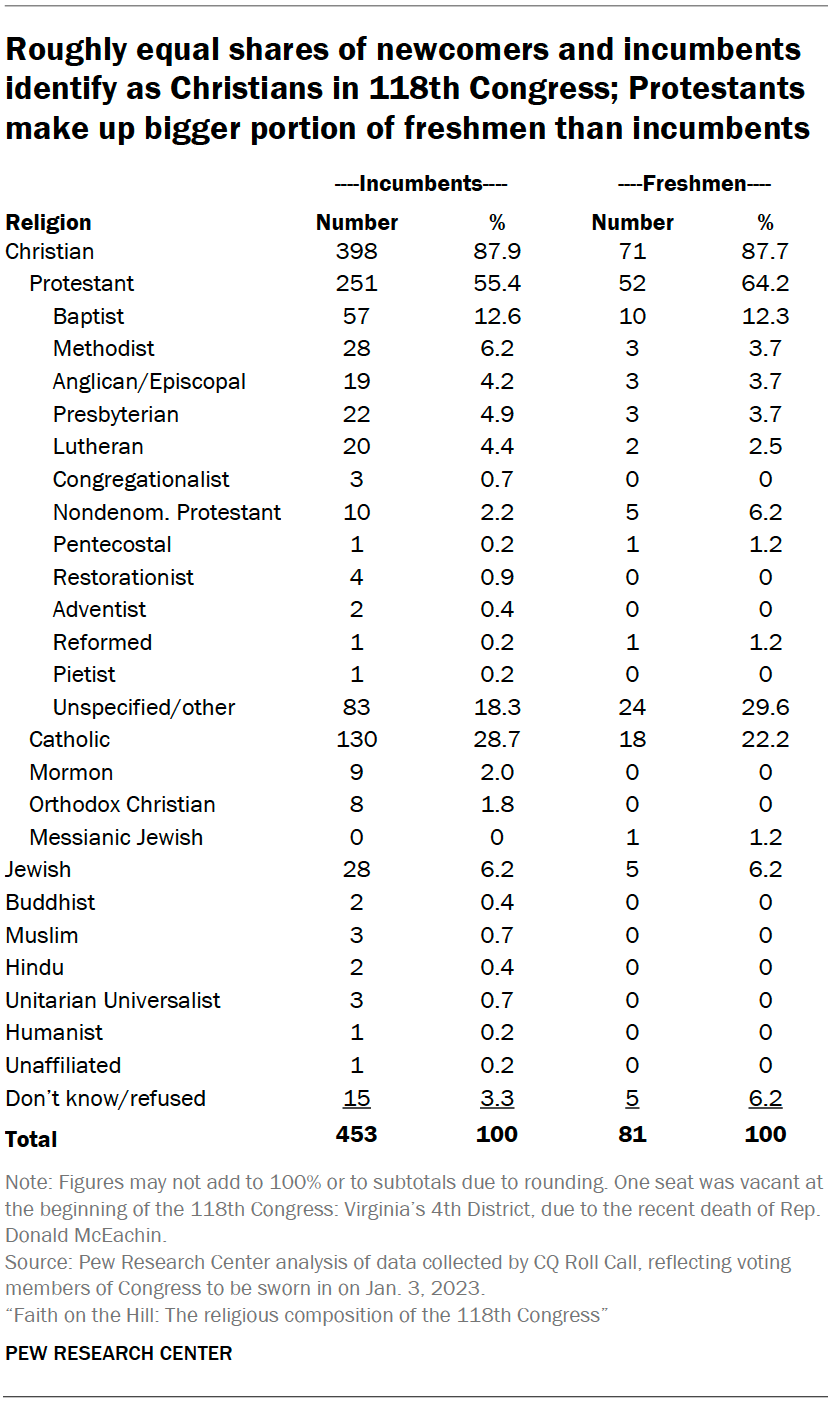 Roughly equal shares of newcomers and incumbents
identify as Christians in 118th Congress; Protestants
make up bigger portion of freshmen than incumbents
----Incumbents---- ----Freshmen----
Religion Number % Number %
Christian 398 87.9 71 87.7
Protestant 251 55.4 52 64.2
Baptist 57 12.6 10 12.3
Methodist 28 6.2 3 3.7
Anglican/Episcopal 19 4.2 3 3.7
Presbyterian 22 4.9 3 3.7
Lutheran 20 4.4 2 2.5
Congregationalist 3 0.7 0 0
Nondenom. Protestant 10 2.2 5 6.2
Pentecostal 1 0.2 1 1.2
Restorationist 4 0.9 0 0
Adventist 2 0.4 0 0
Reformed 1 0.2 1 1.2
Pietist 1 0.2 0 0
Unspecified/other 83 18.3 24 29.6
Catholic 130 28.7 18 22.2
Mormon 9 2.0 0 0
Orthodox Christian 8 1.8 0 0
Messianic Jewish 0 0 1 1.2
Jewish 28 6.2 5 6.2
Buddhist 2 0.4 0 0
Muslim 3 0.7 0 0
Hindu 2 0.4 0 0
Unitarian Universalist 3 0.7 0 0
Humanist 1 0.2 0 0
Unaffiliated 1 0.2 0 0
Don’t know/refused 15 3.3 5 6.2
Total 453 100 81 100
Note: Figures may not add to 100% or to subtotals due to rounding. One seat was vacant at
the beginning of the 118th Congress: Virginia’s 4th District, due to the recent death of Rep.
Donald McEachin.
Source: Pew Research Center analysis of data collected by CQ Roll Call, reflecting voting
members of Congress to be sworn in on Jan. 3, 2023.
“Faith on the Hill: The religious composition of the 118th Congress”
PEW RESEARCH CENTER